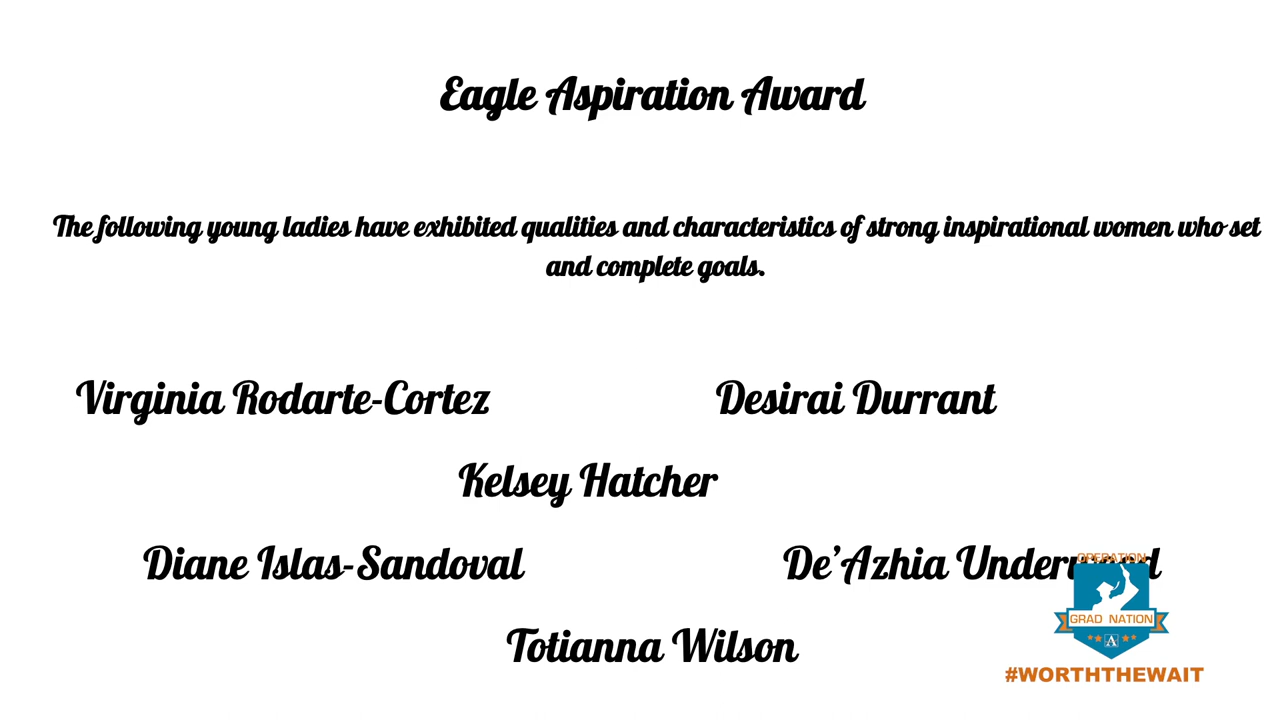 Eagle Aspiration Award
The following young ladies have exhibited qualities and characteristics of strong inspirational women who set
and complete goals.
Virginia Rodarte-Cortez Desirai Durrant
Kelsey Hatcher
Diane Islas-Sandoval De’Azhia
OPERATION
GRAD NATION
A
Totianna Wilson
#WORTHTHEWAIT